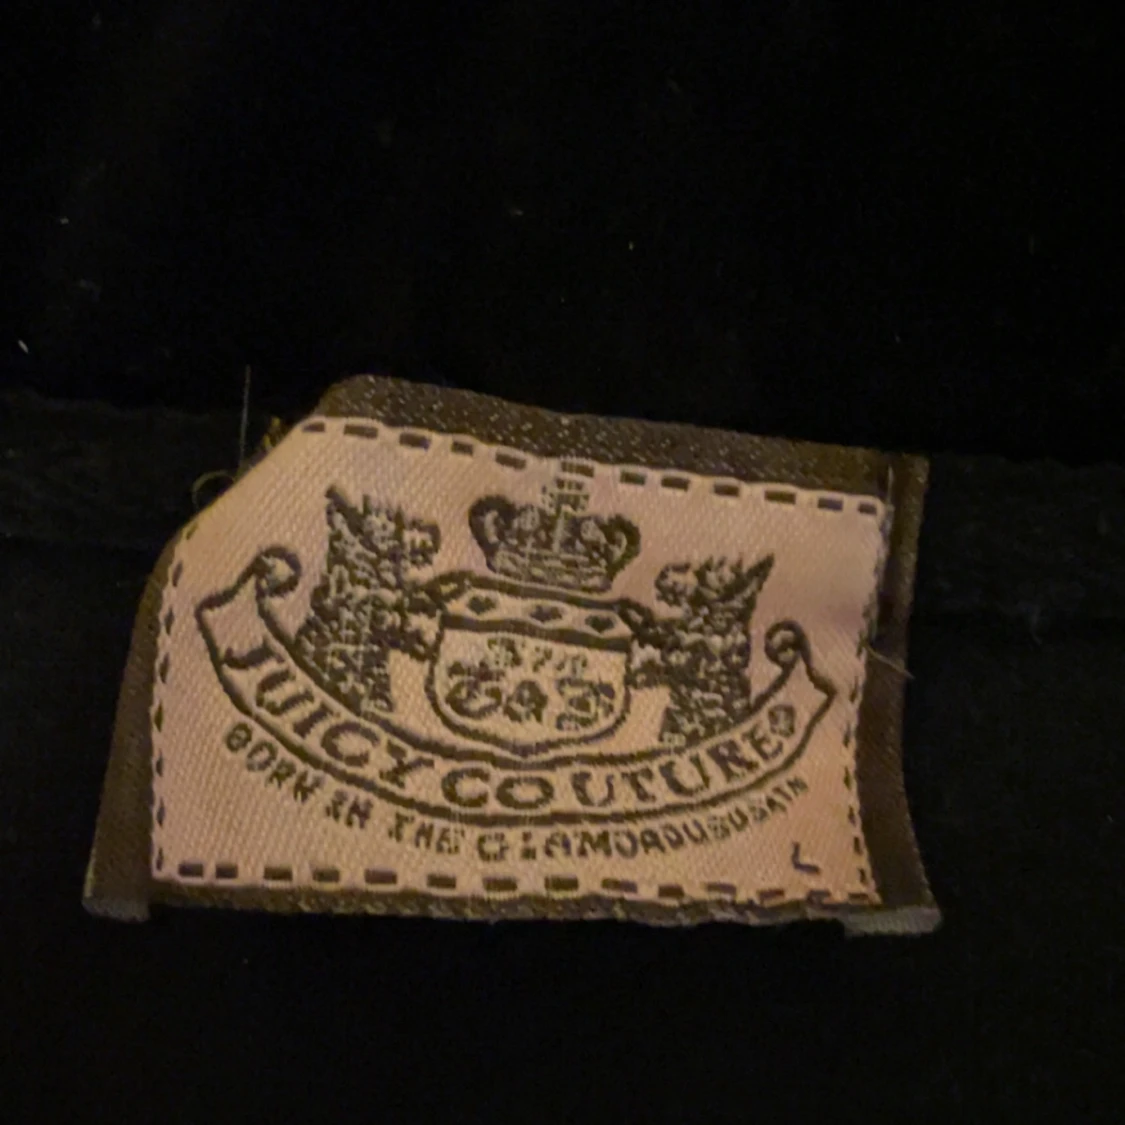 JUICY COUTURE
BORN IN THE GLAMOROUS USA
L